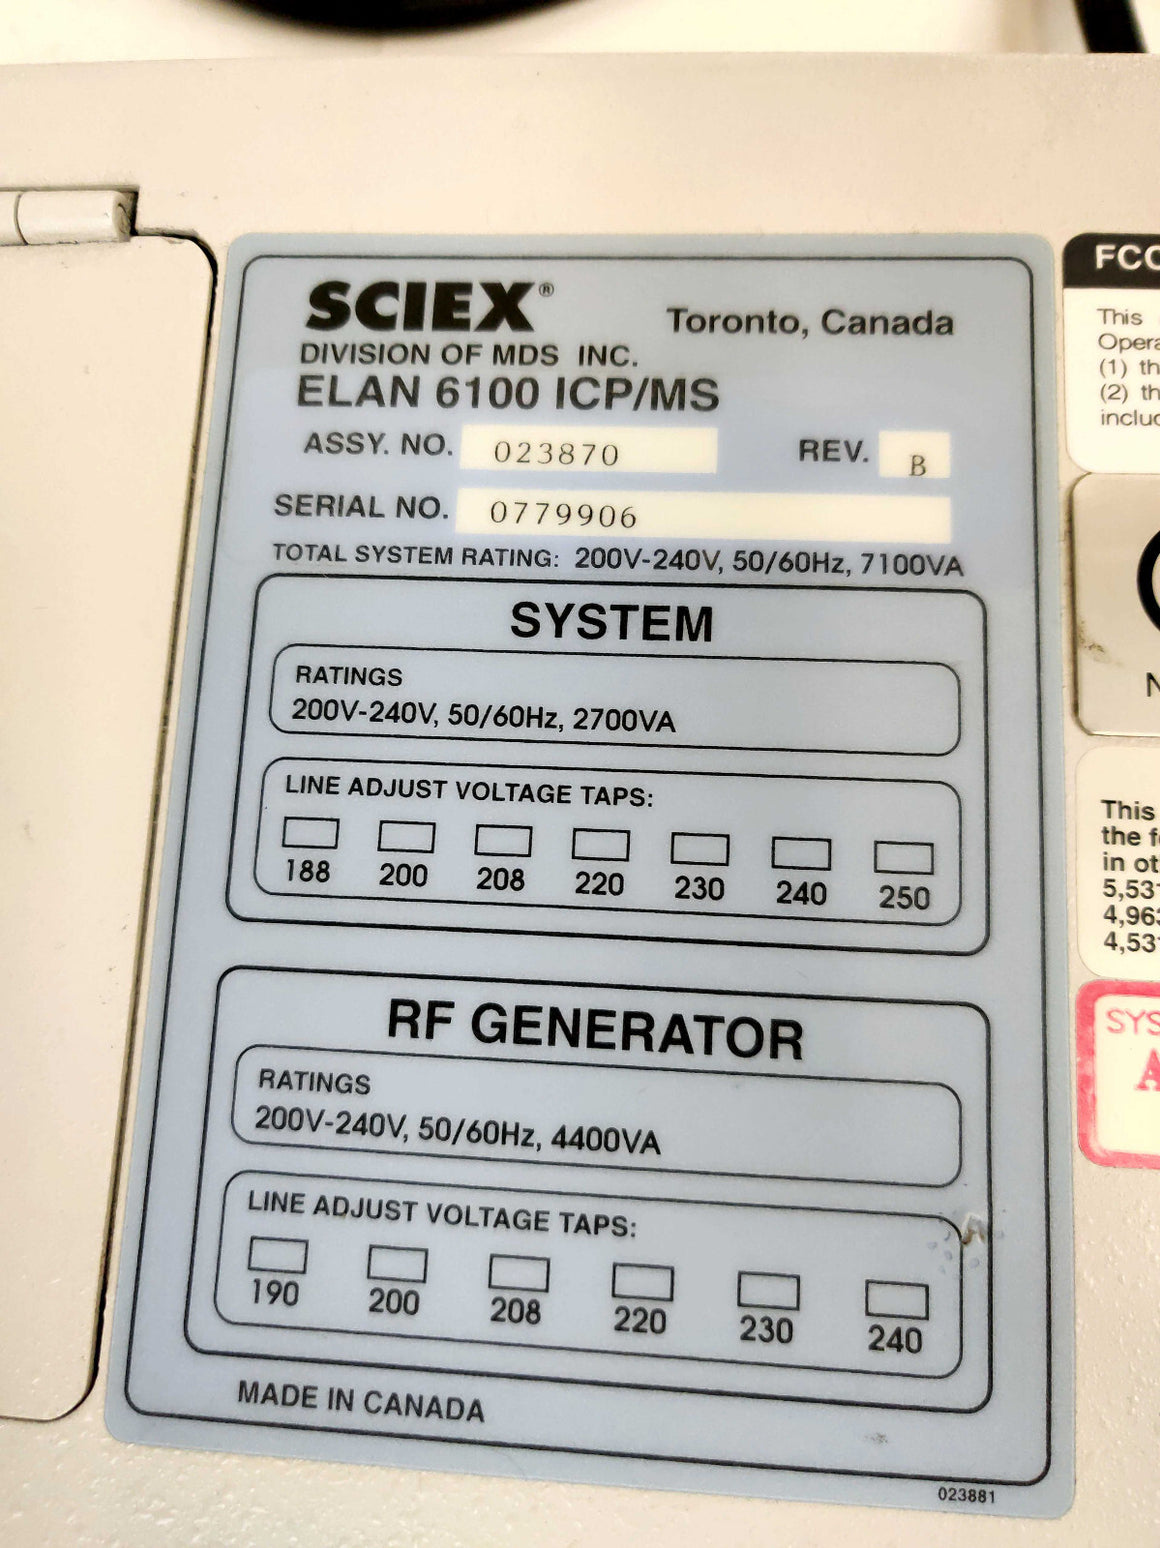 SCIEX®
Toronto, Canada
DIVISION OF MDS INC.
ELAN 6100 ICP/MS
ASSY. NO. 023870 REV. B
SERIAL NO. 0779906
TOTAL SYSTEM RATING: 200V-240V, 50/60Hz, 7100VA
SYSTEM
RATINGS
200V-240V, 50/60Hz, 2700VA
LINE ADJUST VOLTAGE TAPS:
188 200 208 220 230 240 250
RF GENERATOR
RATINGS
200V-240V, 50/60Hz, 4400VA
LINE ADJUST VOLTAGE TAPS:
190 200 208 220 230 240
MADE IN CANADA
023881
FCC
This
(1)
(2)
This
the
in